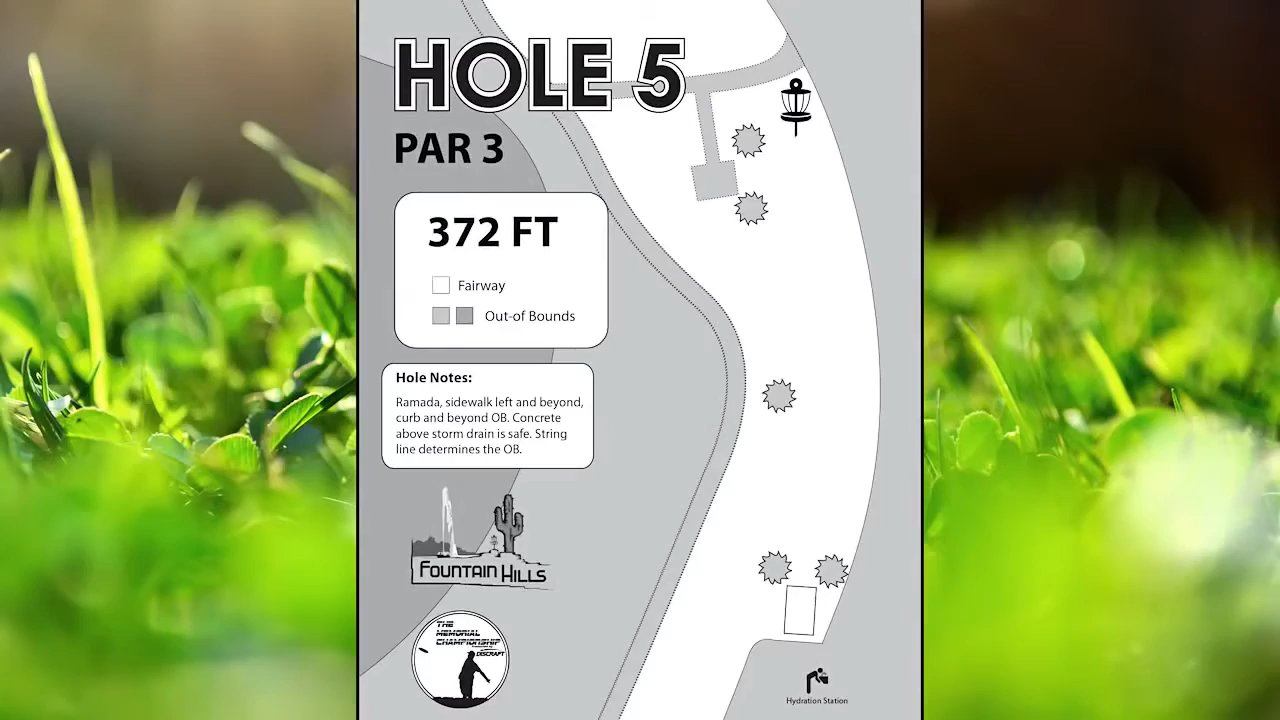 HOLE 5
PAR 3
372 FT
Fairway
Out-of Bounds
Hole Notes:
Ramada, sidewalk left and beyond,
curb and beyond OB. Concrete
above storm drain is safe. String
line determines the OB.
FOUNTAIN HILLS
THE
MEMORIAL
CHAMPIONSHIP
DISCRAFT
Hydration Station